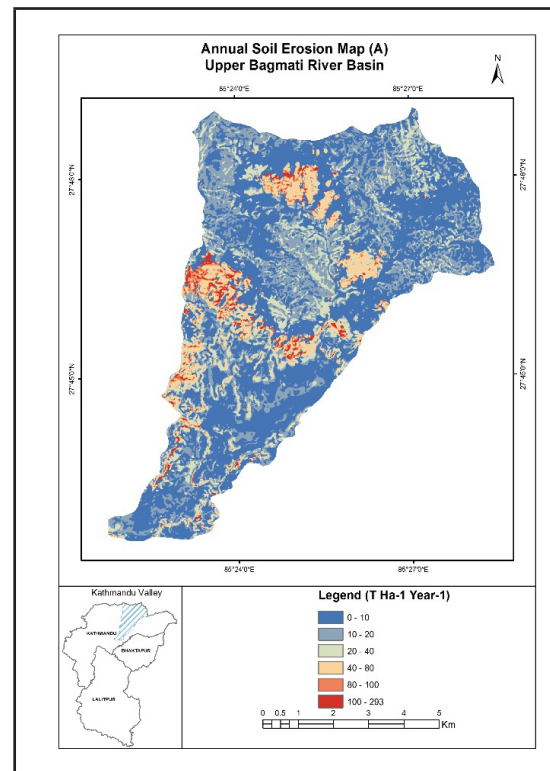 Annual Soil Erosion Map (A)
Upper Bagmati River Basin
N
85°24'0"E
85°27'0"E
27°48'0"N
27°48'0"N
27°45'0"N
27°45'0"N
85°24'0"E
85°27'0"E
Kathmandu Valley
KATHMANDU
BHAKTAPUR
LALITPUR
Legend (T Ha-1 Year-1)
0 - 10
10 - 20
20 - 40
40 - 80
80 - 100
100 - 293
0 0.5 1 2 3 4 5
Km